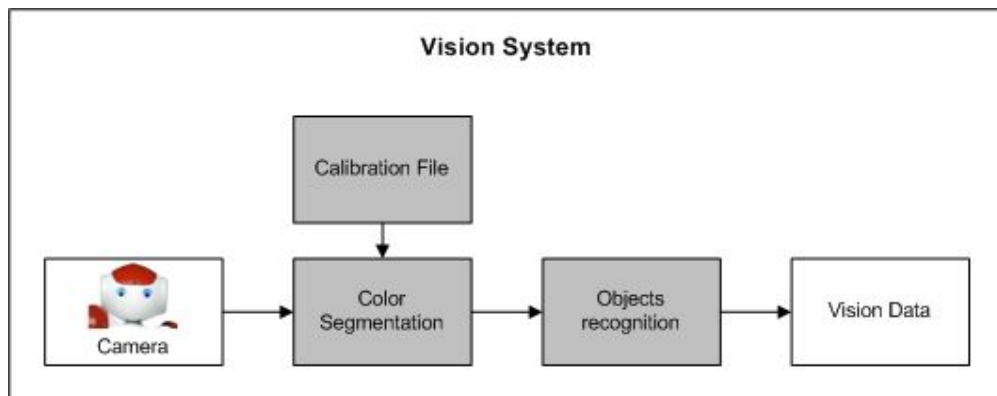 Vision System
Calibration File
Camera
Color
Segmentation
Objects
recognition
Vision Data